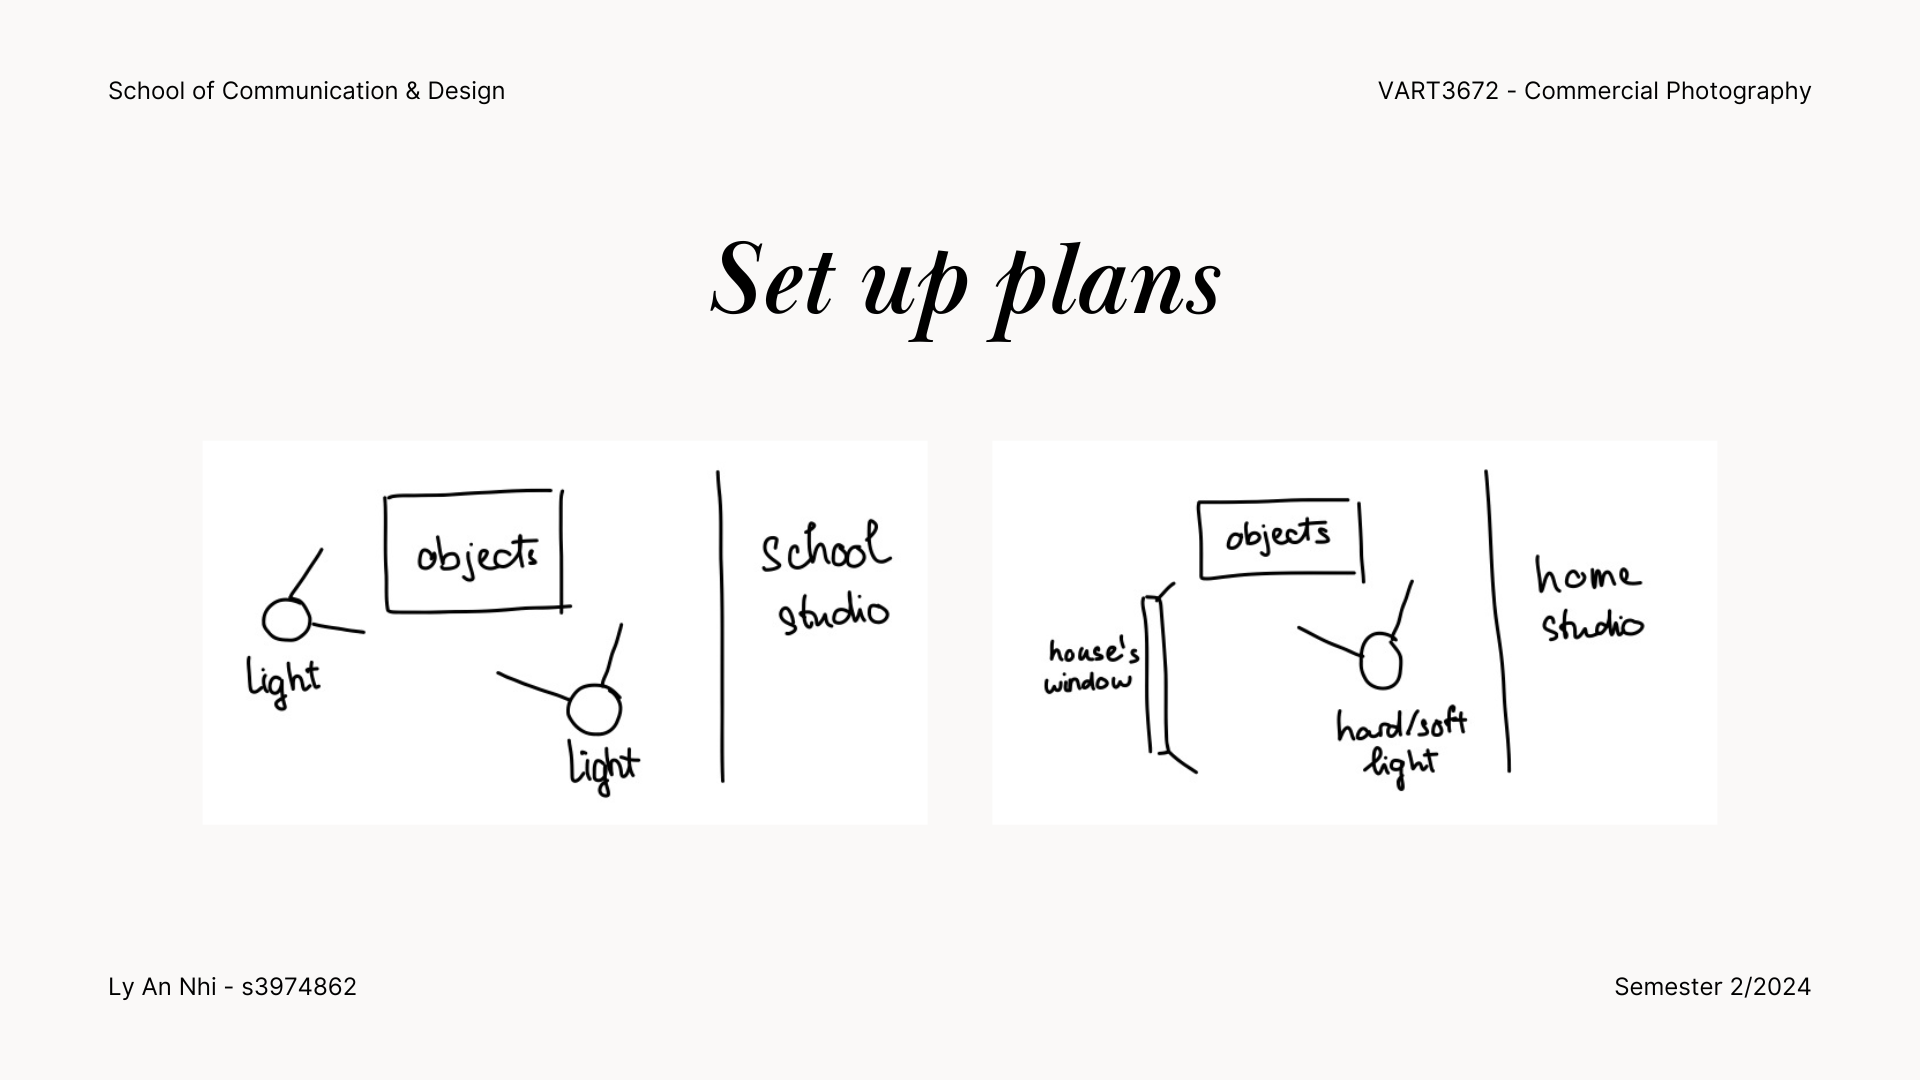 School of Communication & Design
VART3672 - Commercial Photography
Set up plans
objects
light
light
school
studio
objects
house's
window
hard/soft
light
home
studio
Ly An Nhi - s3974862
Semester 2/2024